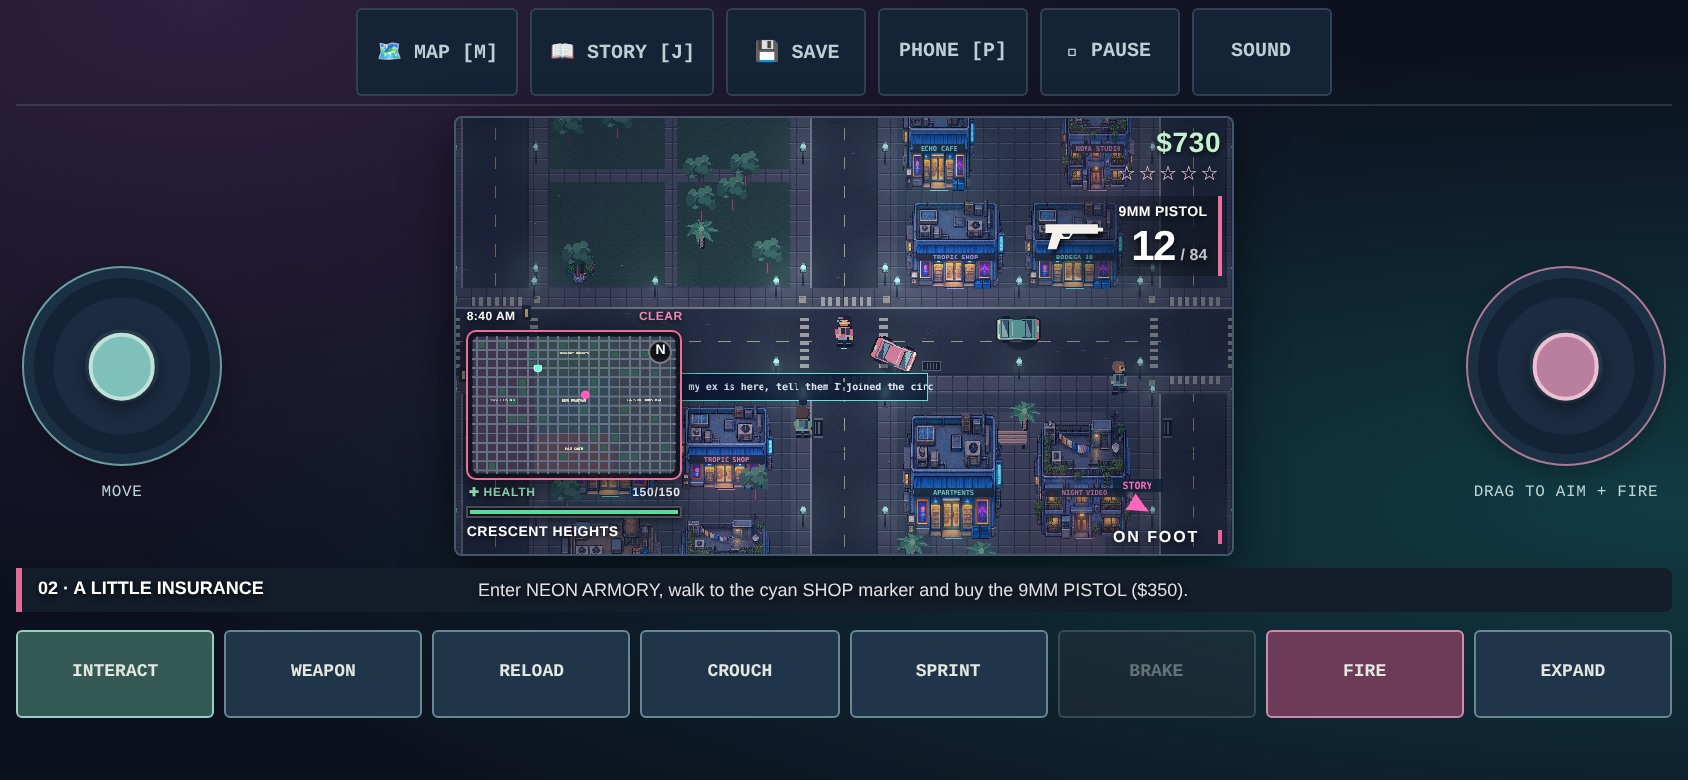 🗺️ MAP [M]
📖 STORY [J]
💾 SAVE
PHONE [P]
PAUSE
SOUND
ECHO CAFE
NOVA STUDIO
$730
☆☆☆☆☆
9MM PISTOL
12 / 84
TROPIC SHOP
BODEGA 38
8:40 AM
CLEAR
N
my ex is here, tell them I joined the circ
TROPIC SHOP
HEALTH
150/150
CRESCENT HEIGHTS
APARTMENTS
NIGHT VIDEO
STORY
ON FOOT
MOVE
DRAG TO AIM + FIRE
02 · A LITTLE INSURANCE
Enter NEON ARMORY, walk to the cyan SHOP marker and buy the 9MM PISTOL ($350).
INTERACT
WEAPON
RELOAD
CROUCH
SPRINT
BRAKE
FIRE
EXPAND